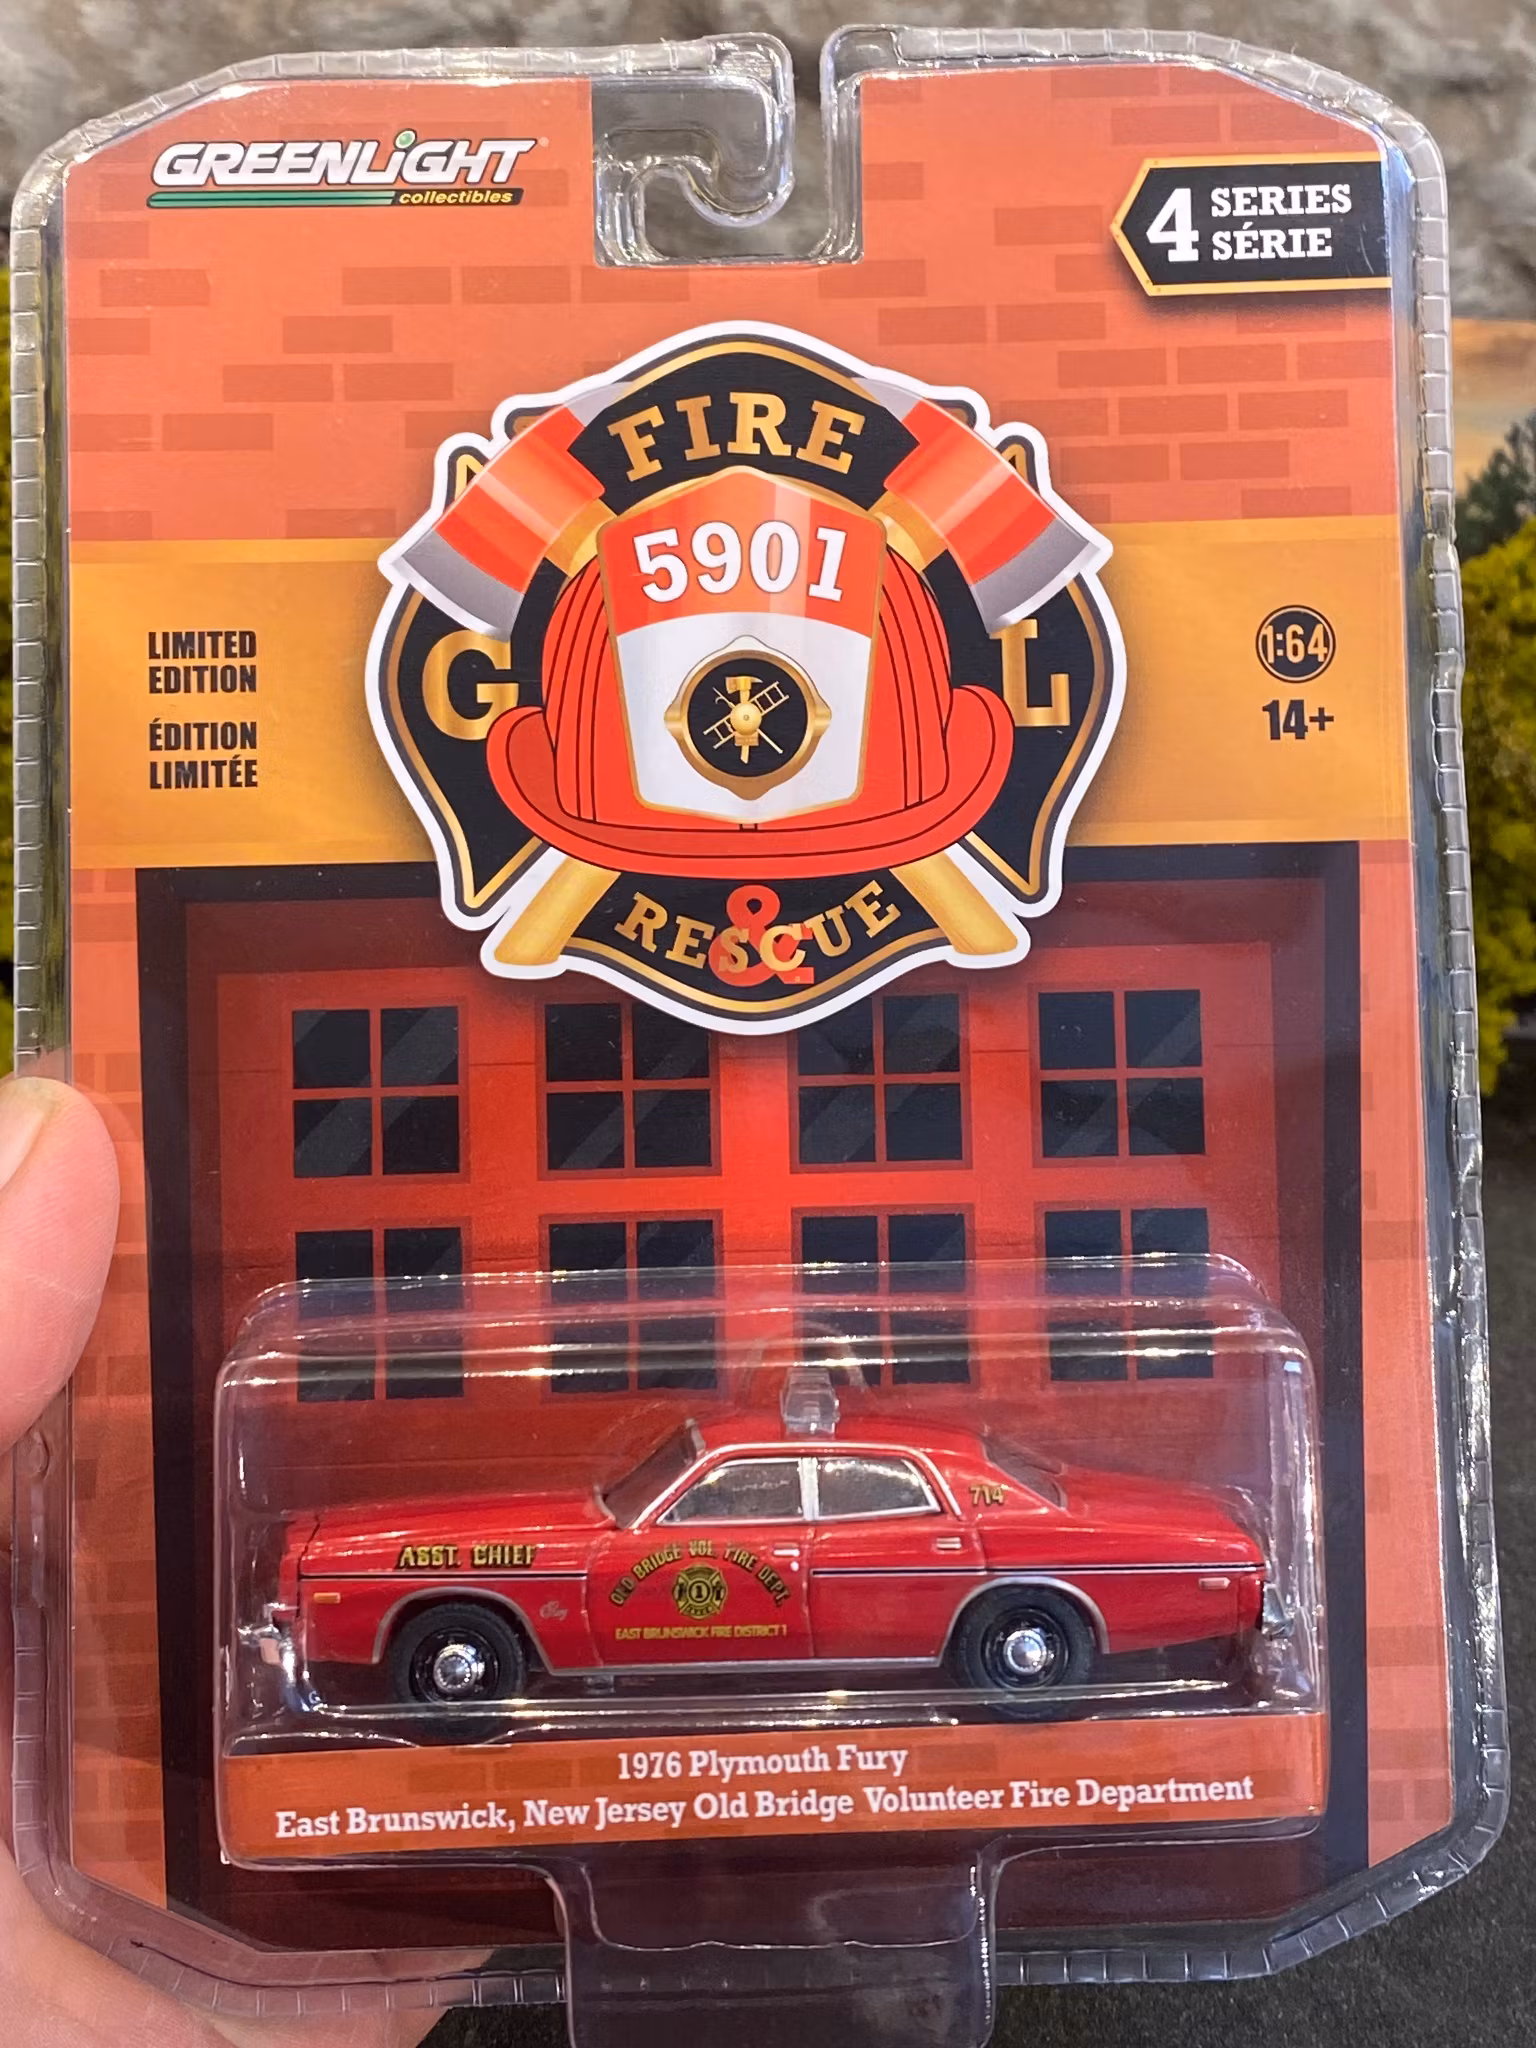 GREENLiGHT
collectibles
4
SERIES
SÉRIE
FIRE
5901
G L
&
RESCUE
LIMITED
EDITION
ÉDITION
LIMITÉE
1:64
14+
714
ASST. CHIEF
OLD BRIDGE VOL. FIRE DEPT.
1
Fury
EAST BRUNSWICK FIRE DISTRICT 1
1976 Plymouth Fury
East Brunswick, New Jersey Old Bridge Volunteer Fire Department